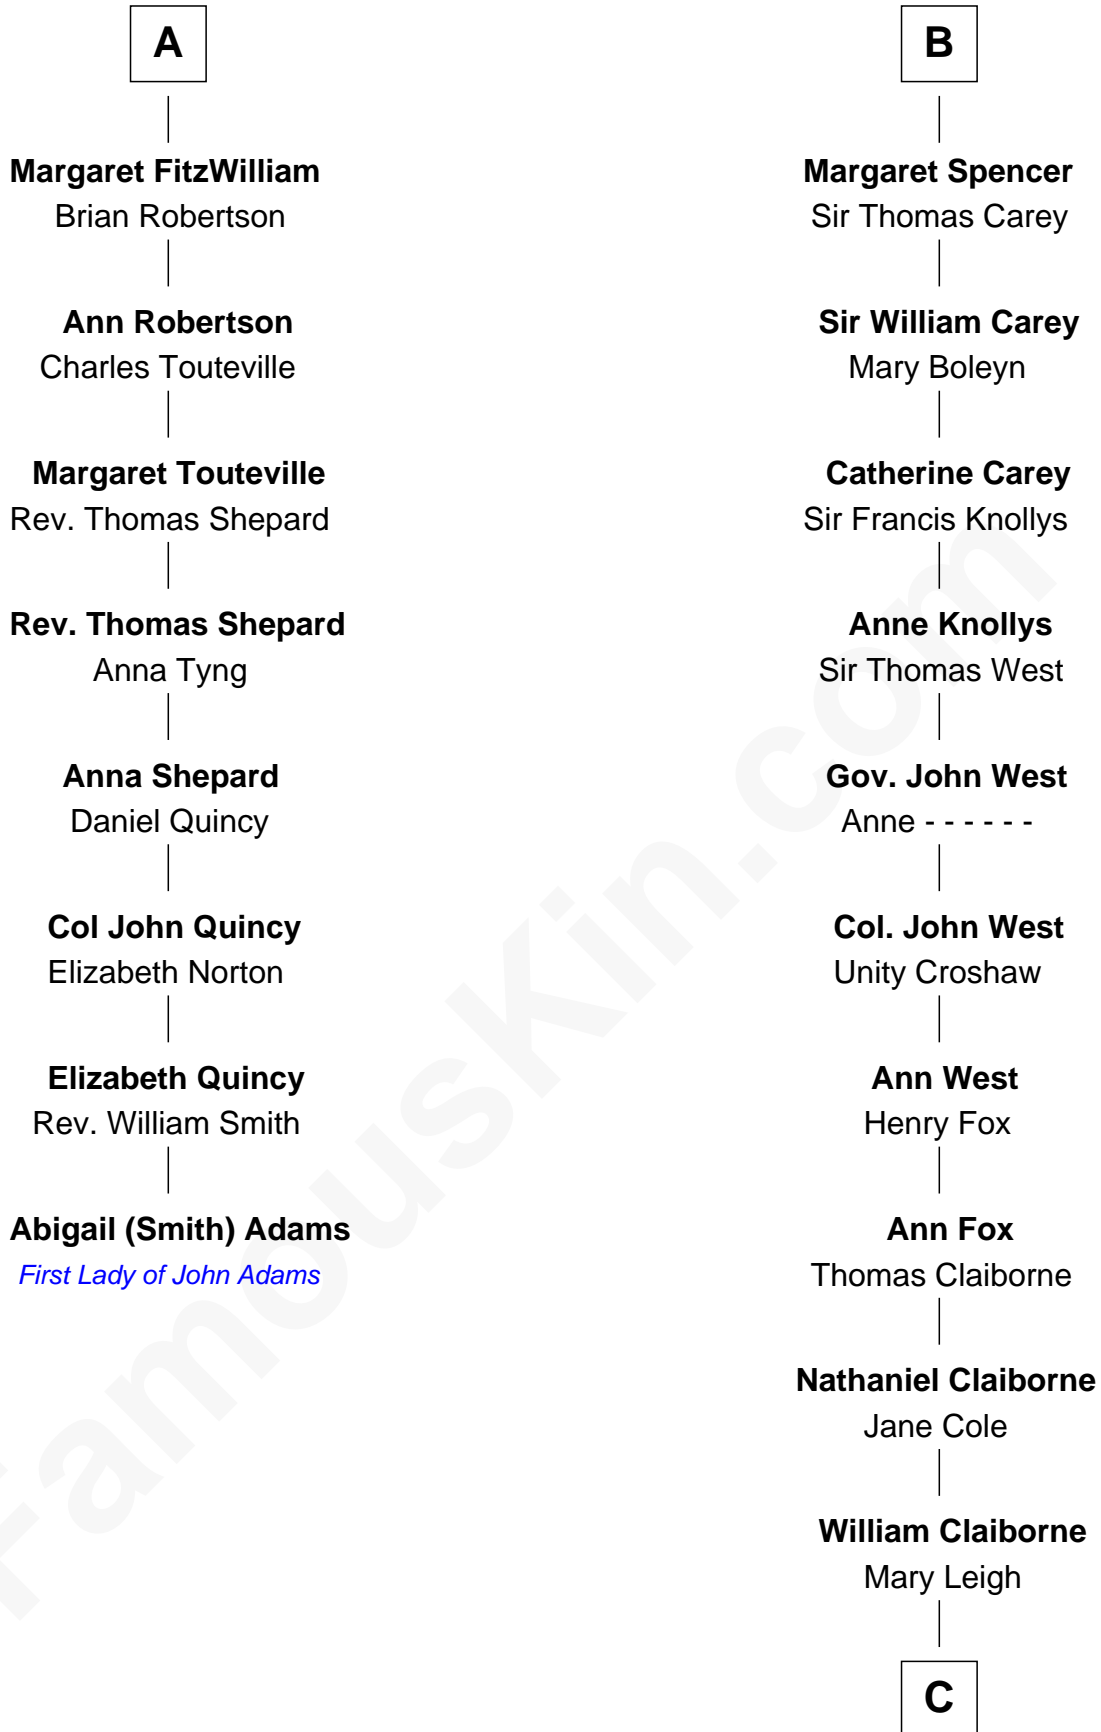 A
Margaret FitzWilliam
Brian Robertson
Ann Robertson
Charles Touteville
Margaret Touteville
Rev. Thomas Shepard
Rev. Thomas Shepard
Anna Tyng
Anna Shepard
Daniel Quincy
Col John Quincy
Elizabeth Norton
Elizabeth Quincy
Rev. William Smith
Abigail (Smith) Adams
First Lady of John Adams
B
Margaret Spencer
Sir Thomas Carey
Sir William Carey
Mary Boleyn
Catherine Carey
Sir Francis Knollys
Anne Knollys
Sir Thomas West
Gov. John West
Anne - - - - - -
Col. John West
Unity Croshaw
Ann West
Henry Fox
Ann Fox
Thomas Claiborne
Nathaniel Claiborne
Jane Cole
William Claiborne
Mary Leigh
C
FamousKin.com